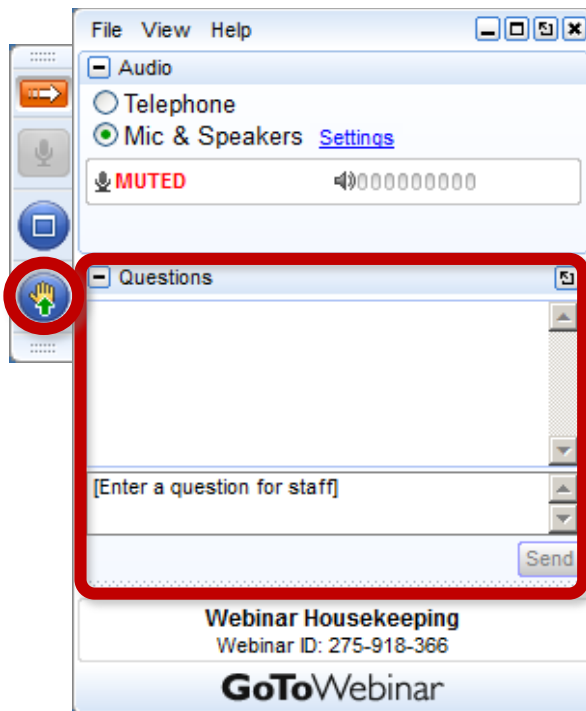 File View Help
Audio
Telephone
Mic & Speakers Settings
MUTED 000000000
Questions
[Enter a question for staff]
Send
Webinar Housekeeping
Webinar ID: 275-918-366
GoToWebinar